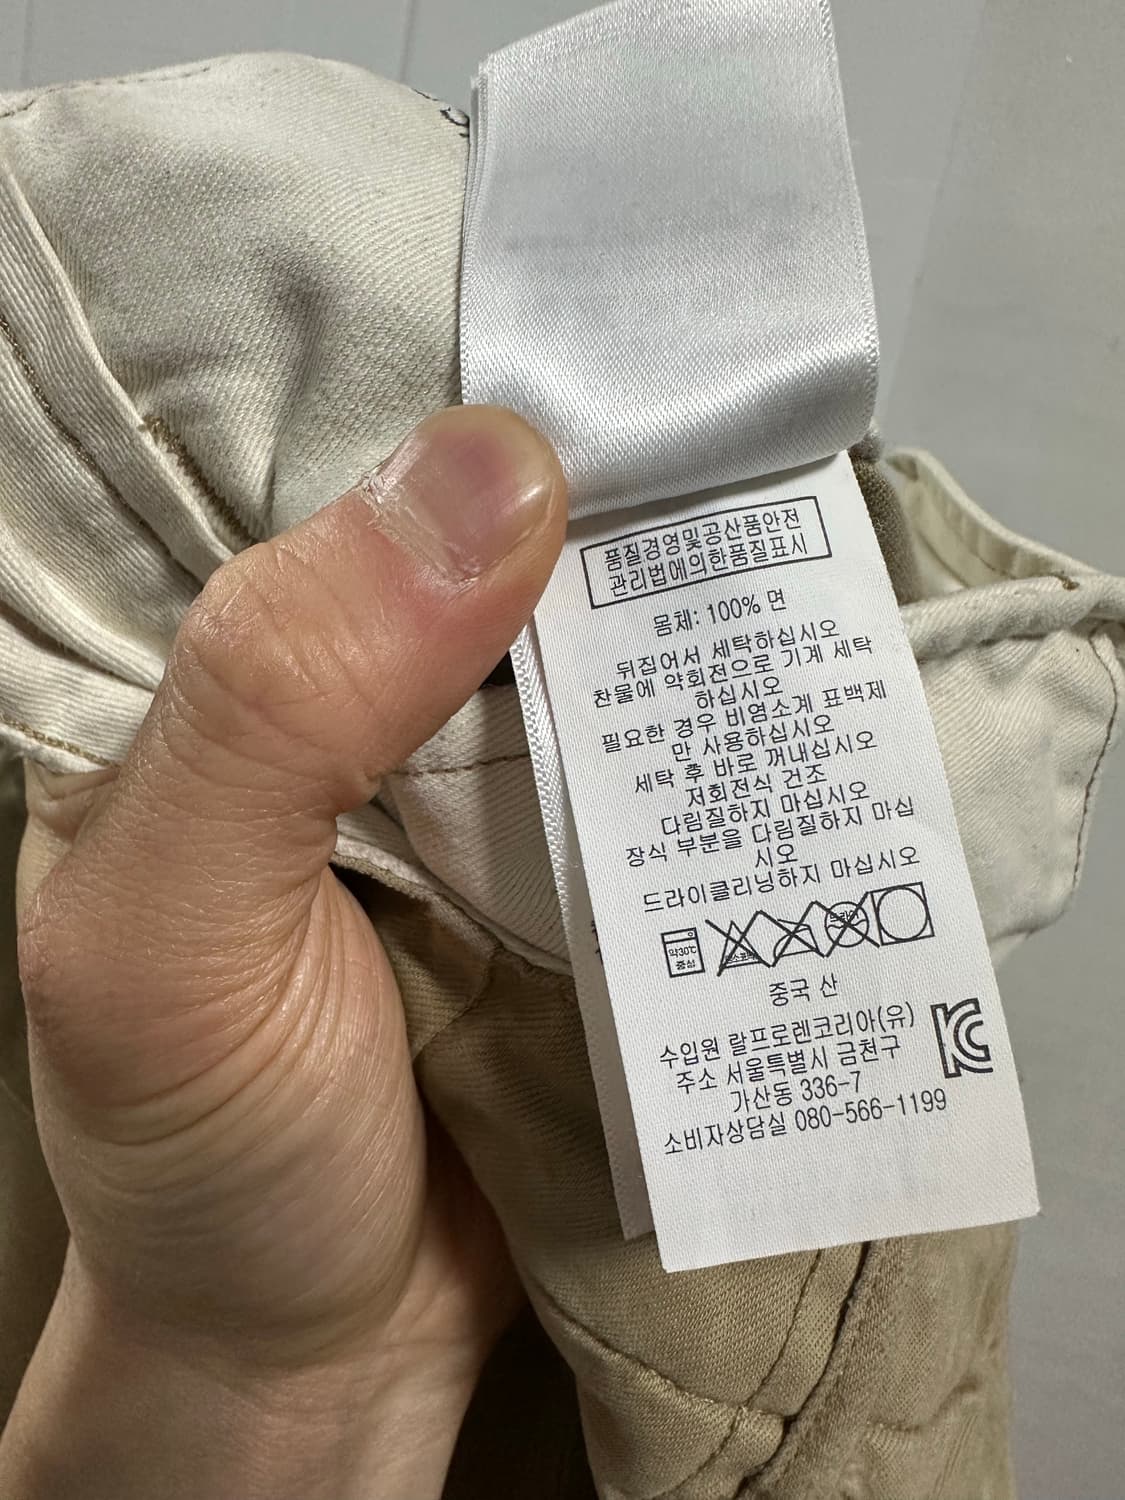 품질경영및공산품안전
관리법에의한품질표시
몸체: 100% 면
뒤집어서 세탁하십시오
찬물에 약회전으로 기계 세탁
하십시오
필요한 경우 비염소계 표백제
만 사용하십시오
세탁 후 바로 꺼내십시오
저회전식 건조
다림질하지 마십시오
장식 부분을 다림질하지 마십
시오
드라이클리닝하지 마십시오
약30℃
중성
중국 산
수입원 랄프로렌코리아(유)
주소 서울특별시 금천구
가산동 336-7
소비자상담실 080-566-1199